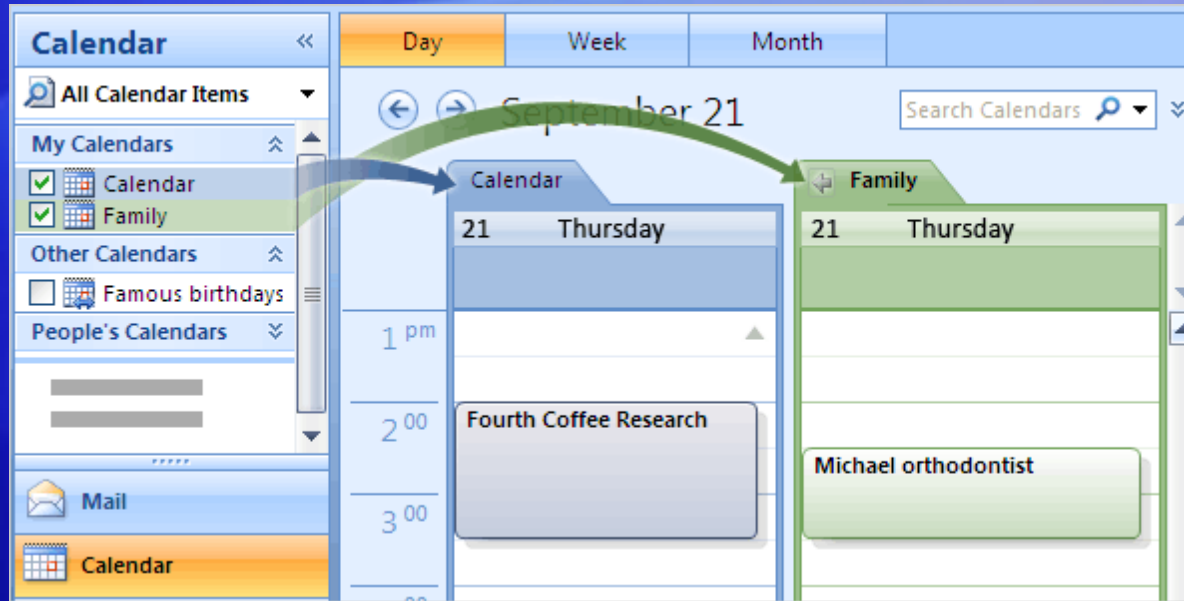 Calendar
All Calendar Items
My Calendars
Calendar
Family
Other Calendars
Famous birthdays
People's Calendars
Mail
Calendar
Day Week Month
September 21
Search Calendars
Calendar
Family
21 Thursday
21 Thursday
1 pm
2 00
Fourth Coffee Research
Michael orthodontist
3 00
00